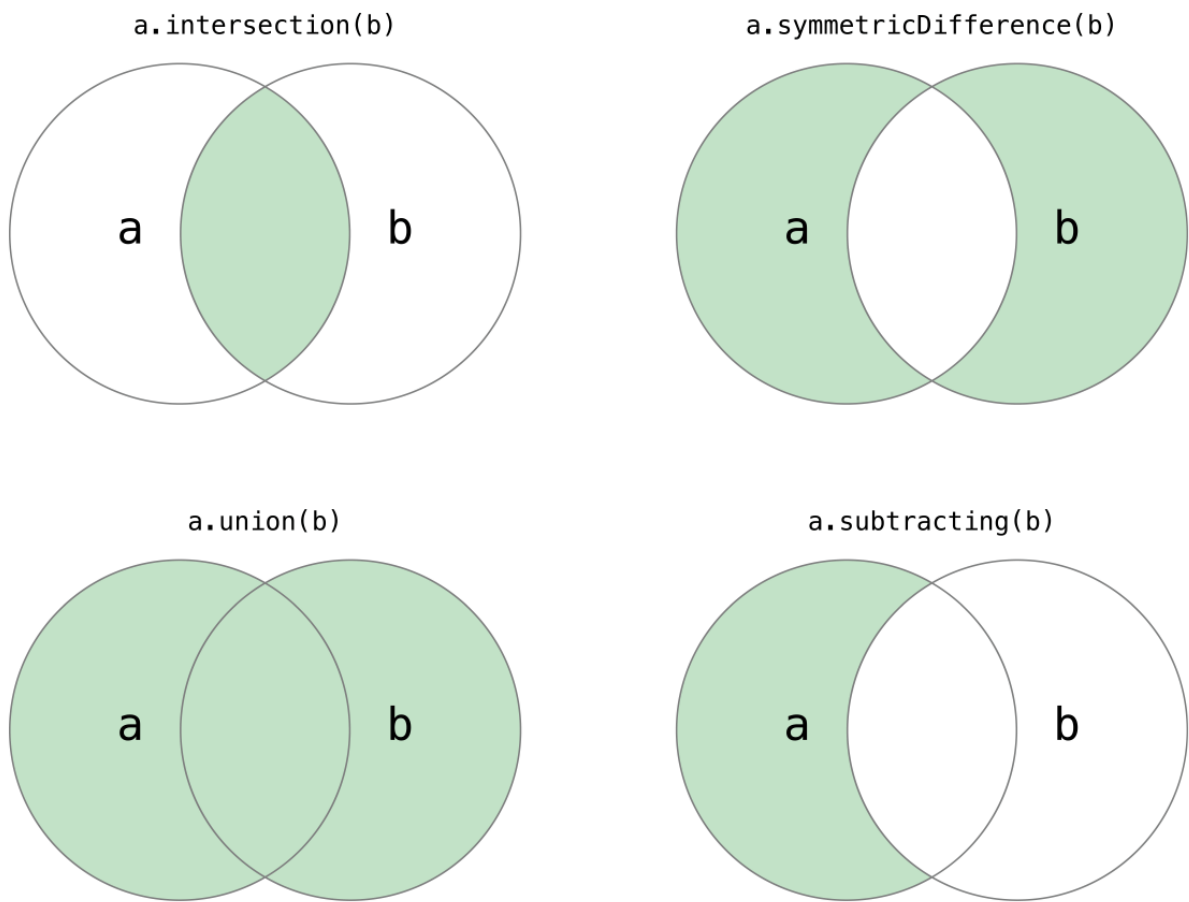 a.intersection(b)
a.symmetricDifference(b)
a
b
a
b
a.union(b)
a.subtracting(b)
a
b
a
b